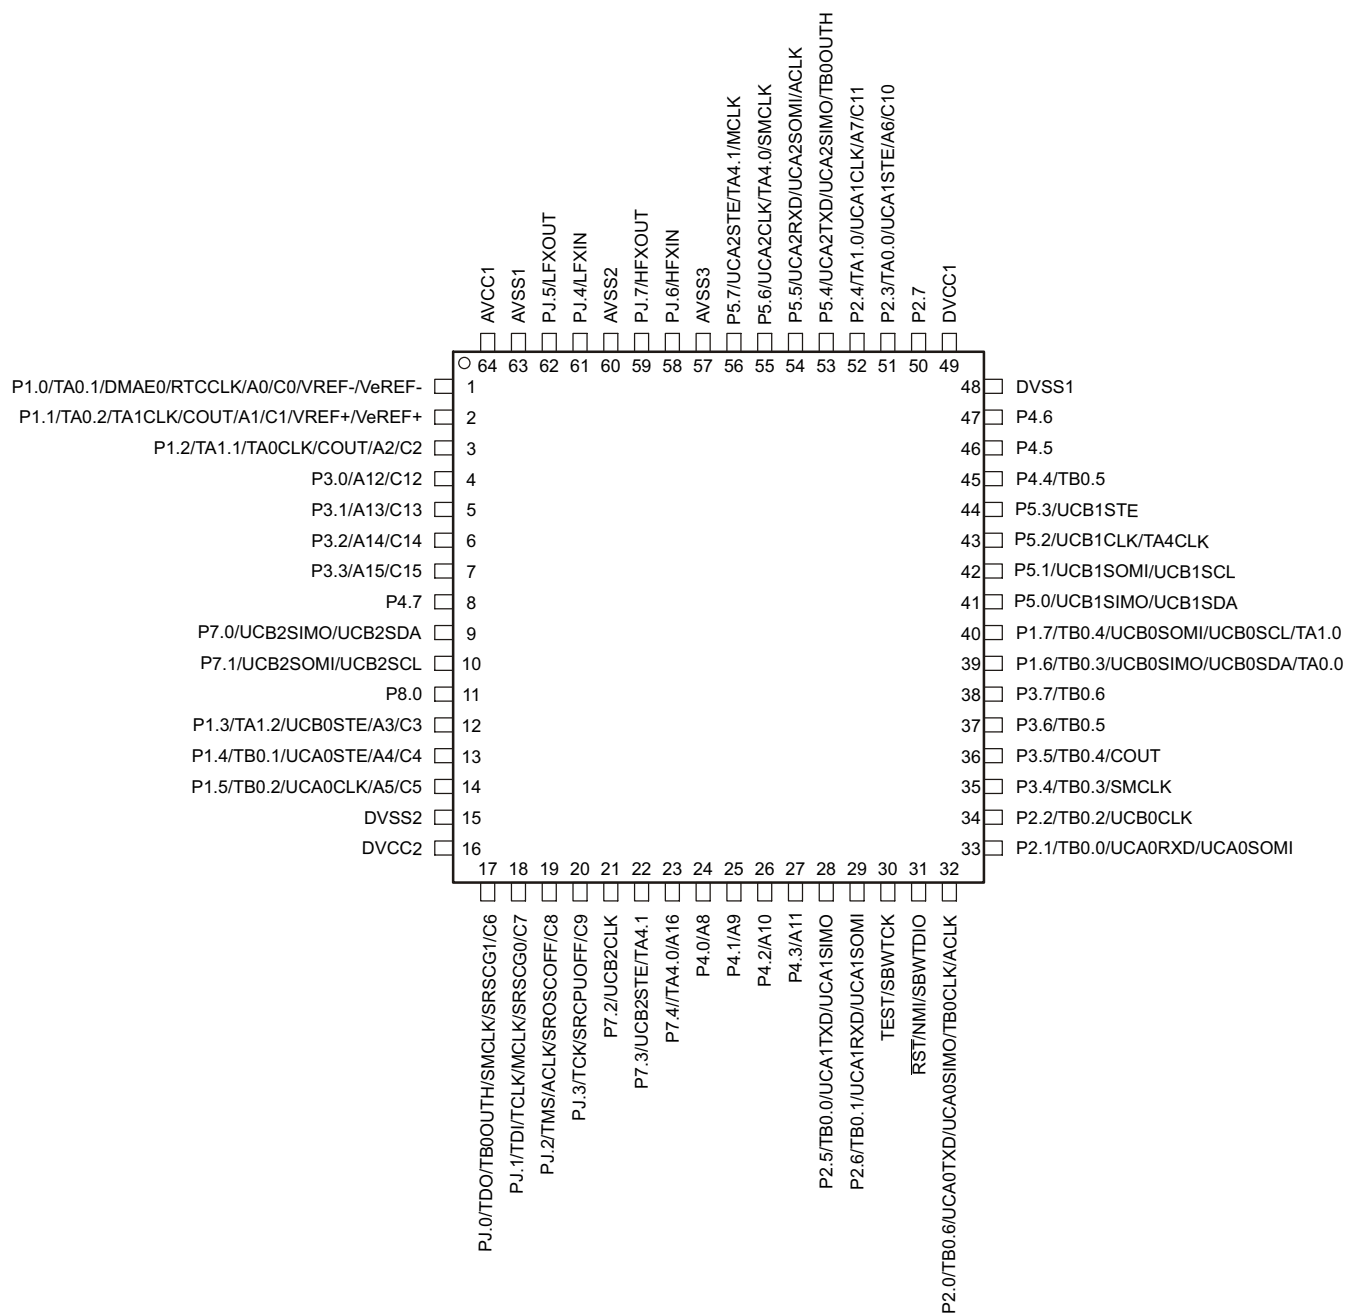 AVCC1
AVSS1
PJ.5/LFXOUT
PJ.4/LFXIN
AVSS2
PJ.7/HFXOUT
PJ.6/HFXIN
AVSS3
P5.7/UCA2STE/TA4.1/MCLK
P5.6/UCA2CLK/TA4.0/SMCLK
P5.5/UCA2RXD/UCA2SOMI/ACLK
P5.4/UCA2TXD/UCA2SIMO/TB0OUTH
P2.4/TA1.0/UCA1CLK/A7/C11
P2.3/TA0.0/UCA1STE/A6/C10
P2.7
DVCC1
64 63 62 61 60 59 58 57 56 55 54 53 52 51 50 49
P1.0/TA0.1/DMAE0/RTCCLK/A0/C0/VREF-/VeREF- 1
48 DVSS1
P1.1/TA0.2/TA1CLK/COUT/A1/C1/VREF+/VeREF+ 2
47 P4.6
P1.2/TA1.1/TA0CLK/COUT/A2/C2 3
46 P4.5
P3.0/A12/C12 4
45 P4.4/TB0.5
P3.1/A13/C13 5
44 P5.3/UCB1STE
P3.2/A14/C14 6
43 P5.2/UCB1CLK/TA4CLK
P3.3/A15/C15 7
42 P5.1/UCB1SOMI/UCB1SCL
P4.7 8
41 P5.0/UCB1SIMO/UCB1SDA
P7.0/UCB2SIMO/UCB2SDA 9
40 P1.7/TB0.4/UCB0SOMI/UCB0SCL/TA1.0
P7.1/UCB2SOMI/UCB2SCL 10
39 P1.6/TB0.3/UCB0SIMO/UCB0SDA/TA0.0
P8.0 11
38 P3.7/TB0.6
P1.3/TA1.2/UCB0STE/A3/C3 12
37 P3.6/TB0.5
P1.4/TB0.1/UCA0STE/A4/C4 13
36 P3.5/TB0.4/COUT
P1.5/TB0.2/UCA0CLK/A5/C5 14
35 P3.4/TB0.3/SMCLK
DVSS2 15
34 P2.2/TB0.2/UCB0CLK
DVCC2 16
33 P2.1/TB0.0/UCA0RXD/UCA0SOMI
17 18 19 20 21 22 23 24 25 26 27 28 29 30 31 32
PJ.0/TDO/TB0OUTH/SMCLK/SRSCG1/C6
PJ.1/TDI/TCLK/MCLK/SRSCG0/C7
PJ.2/TMS/ACLK/SROSCOFF/C8
PJ.3/TCK/SRCPUOFF/C9
P7.2/UCB2CLK
P7.3/UCB2STE/TA4.1
P7.4//TA4.0/A16
P4.0/A8
P4.1/A9
P4.2/A10
P4.3/A11
P2.5/TB0.0/UCA1TXD/UCA1SIMO
P2.6/TB0.1/UCA1RXD/UCA1SOMI
TEST/SBWTCK
RST/NMI/SBWTDIO
P2.0/TB0.6/UCA0TXD/UCA0SIMO/TB0CLK/ACLK